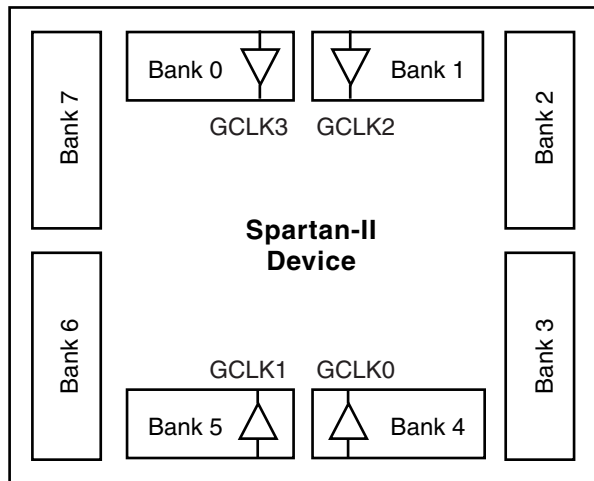 Bank 0
Bank 1
GCLK3
GCLK2
Bank 7
Bank 2
Spartan-II
Device
Bank 6
Bank 3
GCLK1
GCLK0
Bank 5
Bank 4